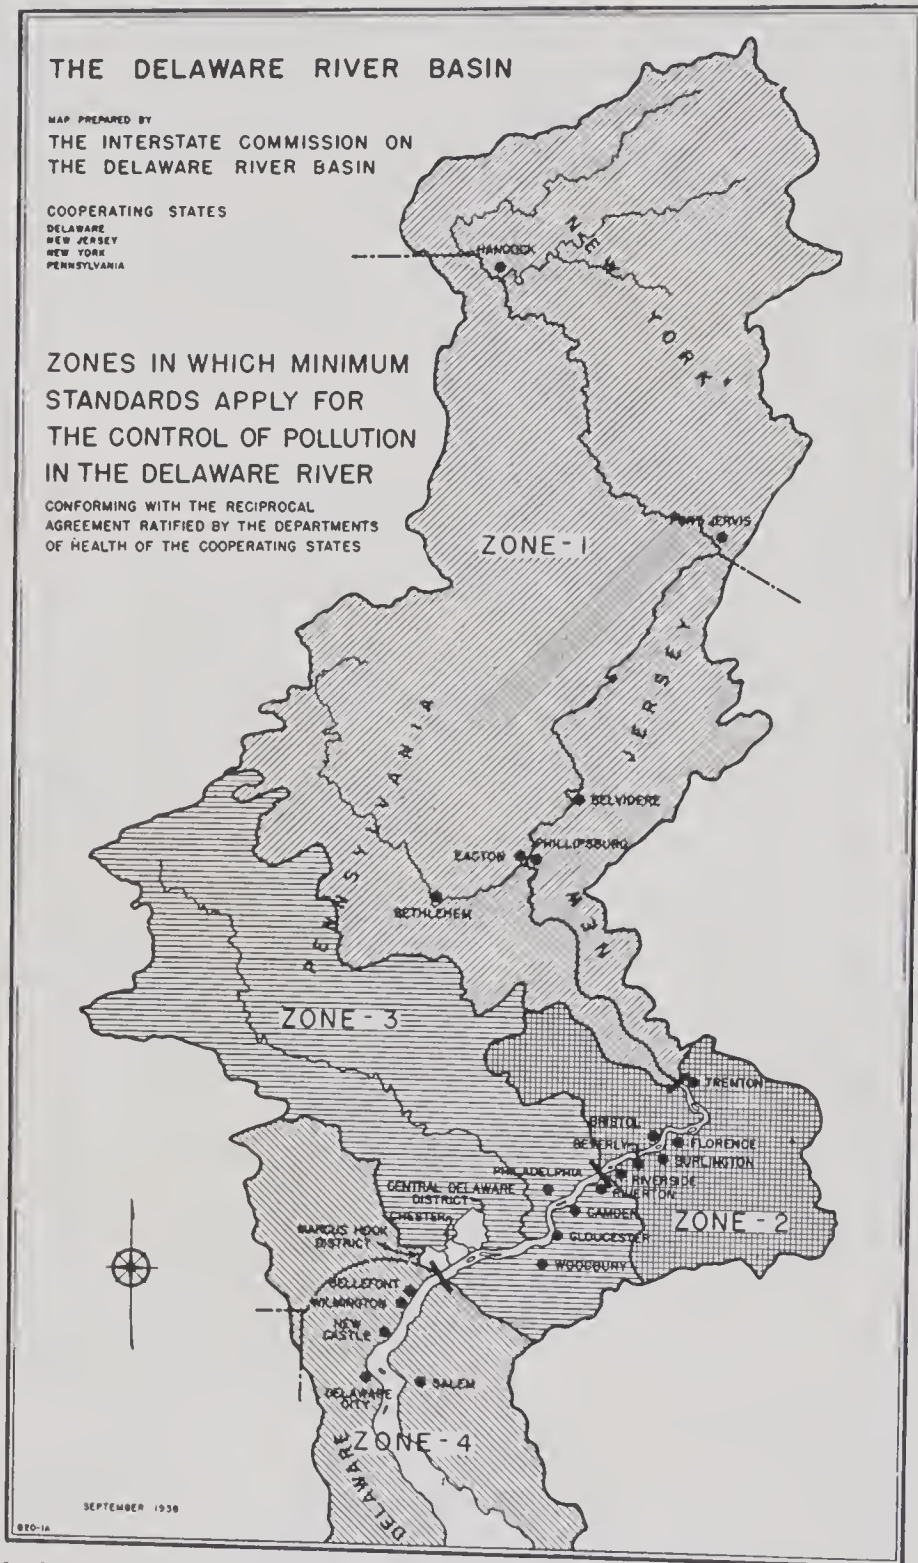 THE DELAWARE RIVER BASIN
MAP PREPARED BY
THE INTERSTATE COMMISSION ON
THE DELAWARE RIVER BASIN
COOPERATING STATES
DELAWARE
NEW JERSEY
NEW YORK
PENNSYLVANIA
ZONES IN WHICH MINIMUM
STANDARDS APPLY FOR
THE CONTROL OF POLLUTION
IN THE DELAWARE RIVER
CONFORMING WITH THE RECIPROCAL
AGREEMENT RATIFIED BY THE DEPARTMENTS
OF HEALTH OF THE COOPERATING STATES
HANCOCK
NEW YORK
PORT JERVIS
ZONE-1
NEW JERSEY
PENNSYLVANIA
BELVIDERE
PHILLIPSBURG
EASTON
BETHLEHEM
ZONE-3
TRENTON
BRISTOL
FLORENCE
BEVERLY
BURLINGTON
PHILADELPHIA
RIVERSIDE
RIVERTON
CENTRAL DELAWARE
DISTRICT
CAMDEN
ZONE-2
CHESTER
GLOUCESTER
MARCUS HOOK
DISTRICT
WOODBURY
BELLEFONT
WILMINGTON
NEW
CASTLE
SALEM
DELAWARE
CITY
ZONE-4
DELAWARE
SEPTEMBER 1938
020-1A